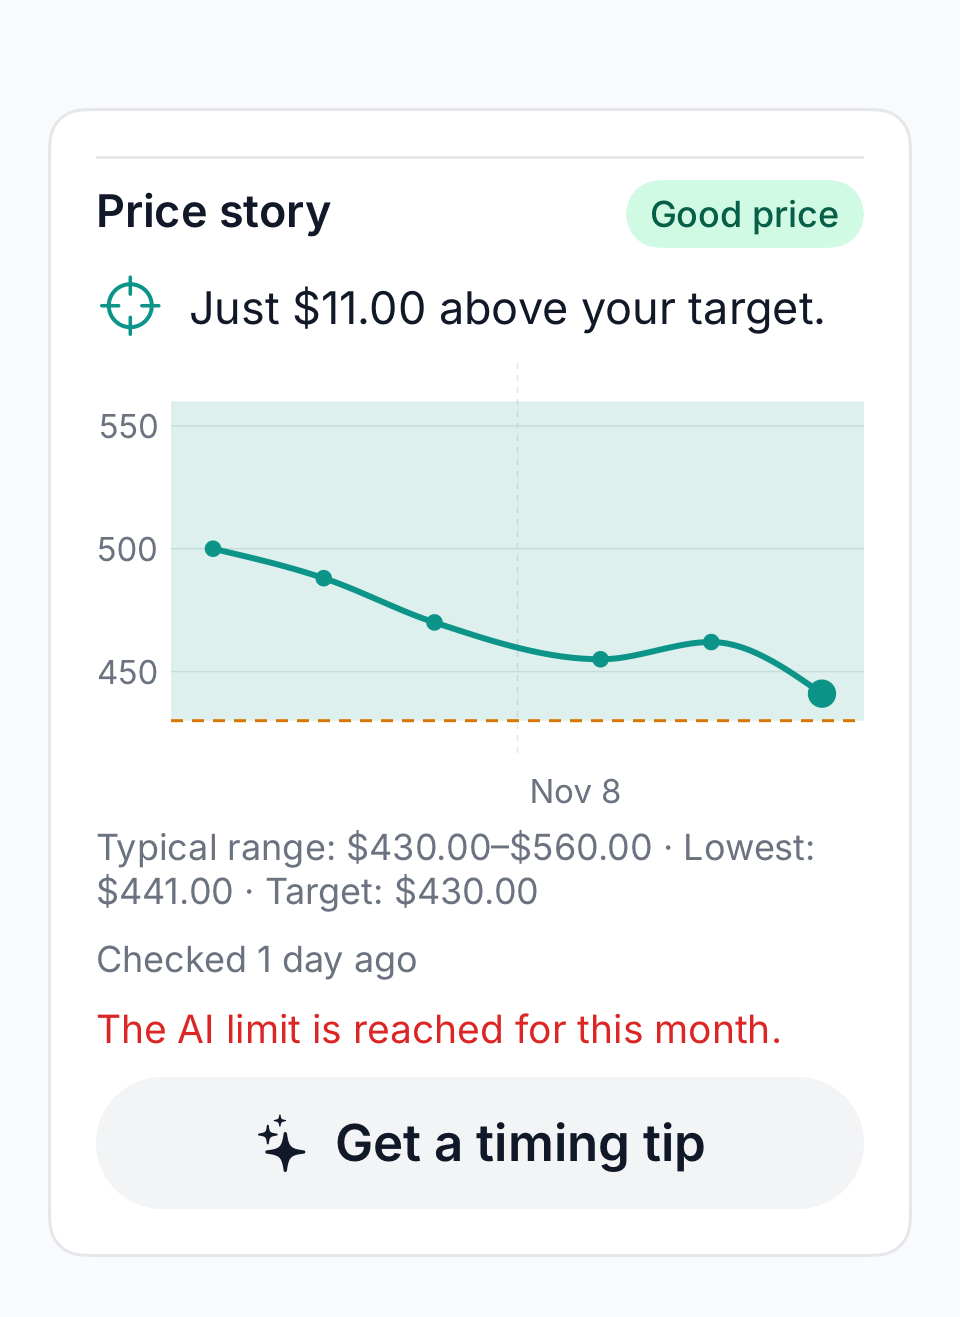 Price story
Good price
Just $11.00 above your target.
550
500
450
Nov 8
Typical range: $430.00–$560.00 · Lowest:
$441.00 · Target: $430.00
Checked 1 day ago
The AI limit is reached for this month.
Get a timing tip